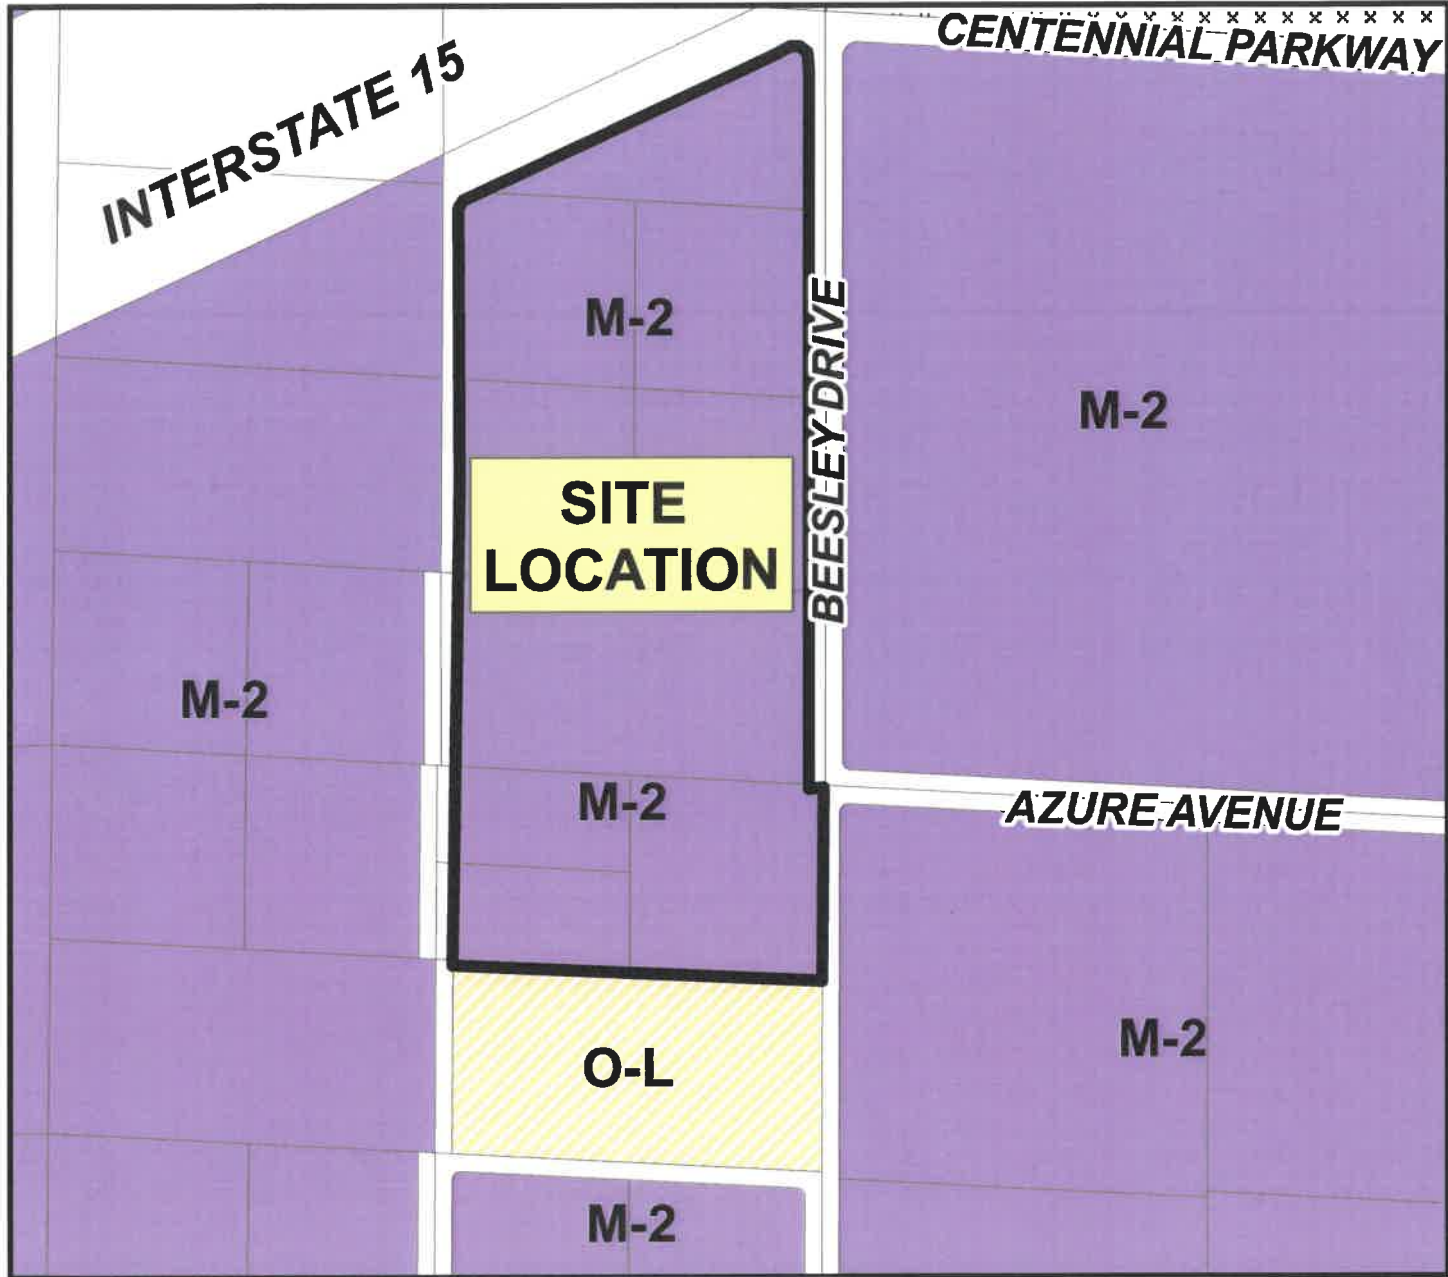 CENTENNIAL PARKWAY
INTERSTATE 15
M-2
BEESLEY DRIVE
M-2
SITE
LOCATION
M-2
M-2
AZURE AVENUE
M-2
O-L
M-2